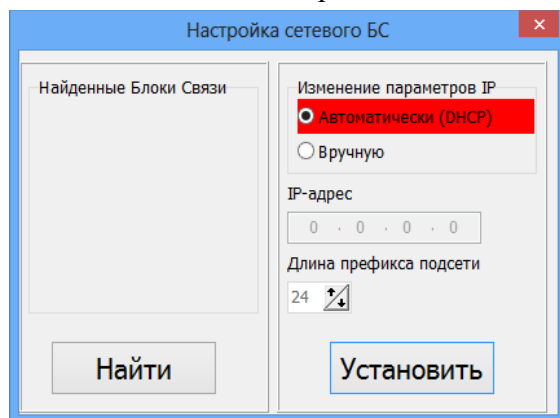 Настройка сетевого БС
Найденные Блоки Связи
Найти
Изменение параметров IP
Автоматически (DHCP)
Вручную
IP-адрес
0 . 0 . 0 . 0
Длина префикса подсети
24
Установить